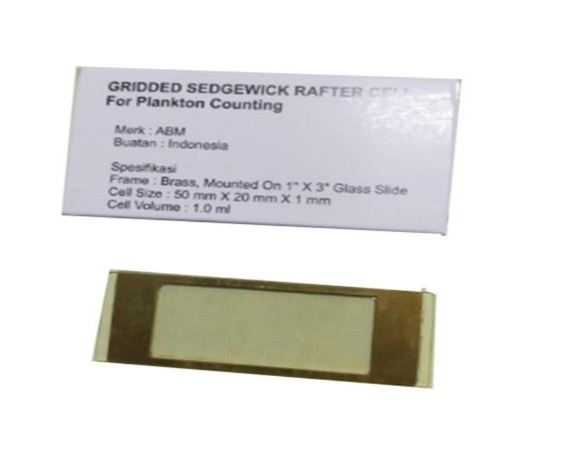 GRIDDED SEDGEWICK RAFTER CELL
For Plankton Counting
Merk : ABM
Buatan : Indonesia
Spesifikasi
Frame : Brass, Mounted On 1" X 3" Glass Slide
Cell Size : 50 mm X 20 mm X 1 mm
Cell Volume : 1.0 ml